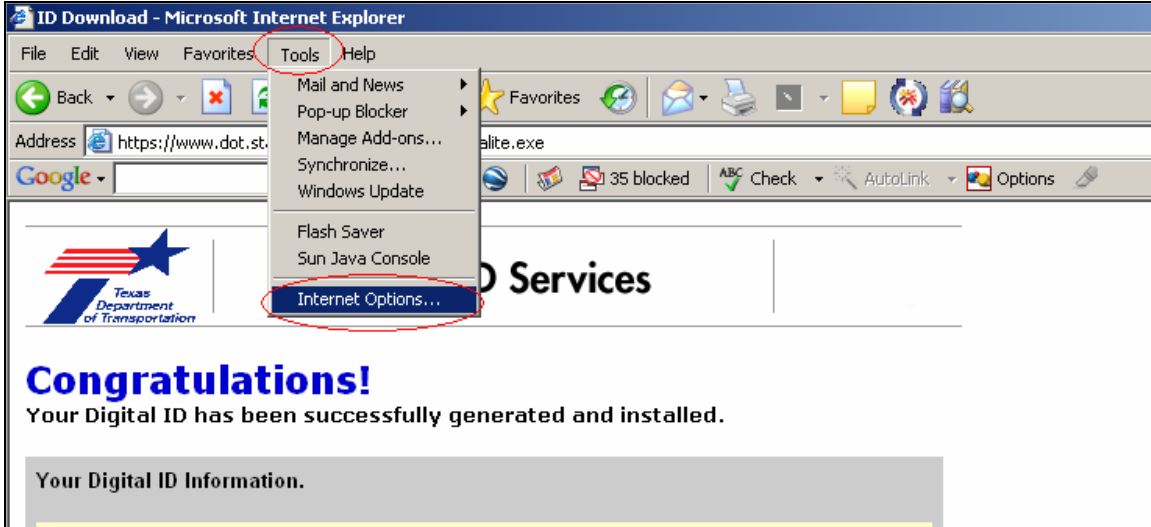 ID Download - Microsoft Internet Explorer
File Edit View Favorites Tools Help
Back Favorites
Mail and News
Pop-up Blocker
Manage Add-ons...
Synchronize...
Windows Update
Flash Saver
Sun Java Console
Internet Options...
Address https://www.dot.st alite.exe
Google 35 blocked ABC Check AutoLink Options
Texas
Department
of Transportation
D Services
Congratulations!
Your Digital ID has been successfully generated and installed.
Your Digital ID Information.